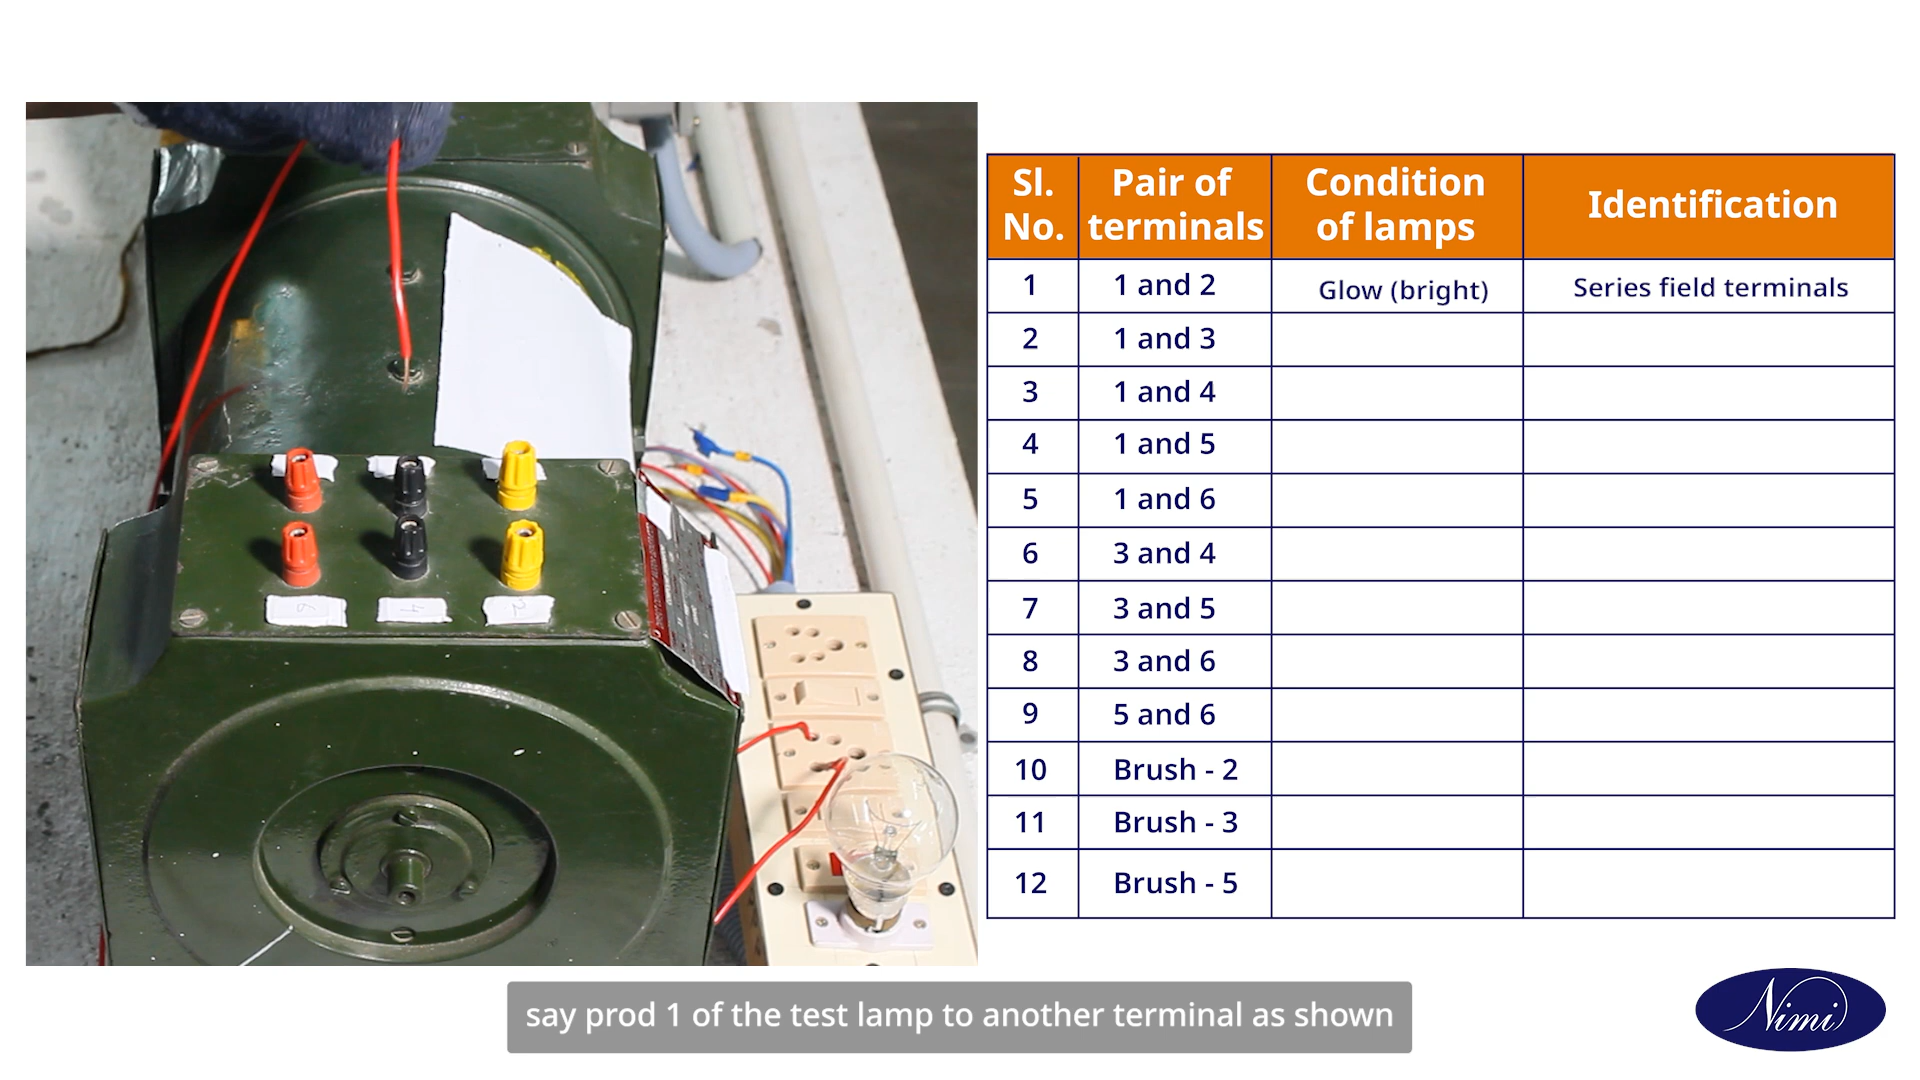 Sl. No. Pair of terminals Condition of lamps Identification
1 1 and 2 Glow (bright) Series field terminals
2 1 and 3
3 1 and 4
4 1 and 5
5 1 and 6
6 3 and 4
7 3 and 5
8 3 and 6
9 5 and 6
10 Brush - 2
11 Brush - 3
12 Brush - 5
6 4 2
say prod 1 of the test lamp to another terminal as shown
Nimi